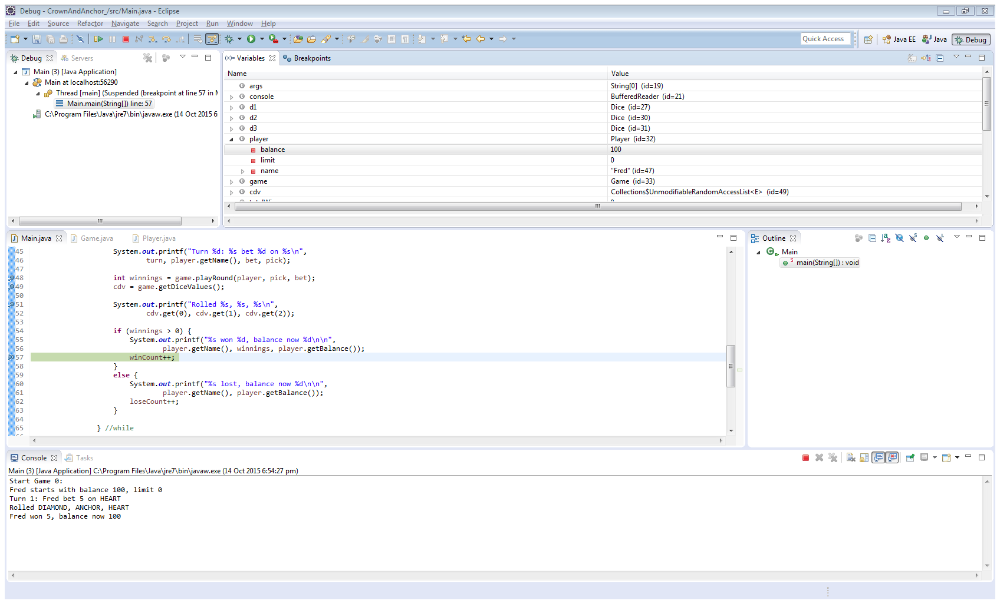 Debug - CrownAndAnchor_/src/Main.java - Eclipse
File Edit Source Refactor Navigate Search Project Run Window Help
Quick Access
Java EE
Java
Debug
Debug
Servers
Main (3) [Java Application]
Main at localhost:56290
Thread [main] (Suspended (breakpoint at line 57 in M
Main.main(String[]) line: 57
C:\Program Files\Java\jre7\bin\javaw.exe (14 Oct 2015 6:
(x)= Variables
Breakpoints
Name Value
args String[0] (id=19)
console BufferedReader (id=21)
d1 Dice (id=27)
d2 Dice (id=30)
d3 Dice (id=31)
player Player (id=32)
balance 100
limit 0
name "Fred" (id=47)
game Game (id=33)
cdv Collections$UnmodifiableRandomAccessList<E> (id=49)
Main.java
Game.java
Player.java
45 System.out.printf("Turn %d: %s bet %d on %s\n",
46 turn, player.getName(), bet, pick);
47
48 int winnings = game.playRound(player, pick, bet);
49 cdv = game.getDiceValues();
50
51 System.out.printf("Rolled %s, %s, %s\n",
52 cdv.get(0), cdv.get(1), cdv.get(2));
53
54 if (winnings > 0) {
55 System.out.printf("%s won %d, balance now %d\n\n",
56 player.getName(), winnings, player.getBalance());
57 winCount++;
58 }
59 else {
60 System.out.printf("%s lost, balance now %d\n\n",
61 player.getName(), player.getBalance());
62 loseCount++;
63 }
64
65 } //while
Outline
Main
main(String[]) : void
Console
Tasks
Main (3) [Java Application] C:\Program Files\Java\jre7\bin\javaw.exe (14 Oct 2015 6:54:27 pm)
Start Game 0:
Fred starts with balance 100, limit 0
Turn 1: Fred bet 5 on HEART
Rolled DIAMOND, ANCHOR, HEART
Fred won 5, balance now 100